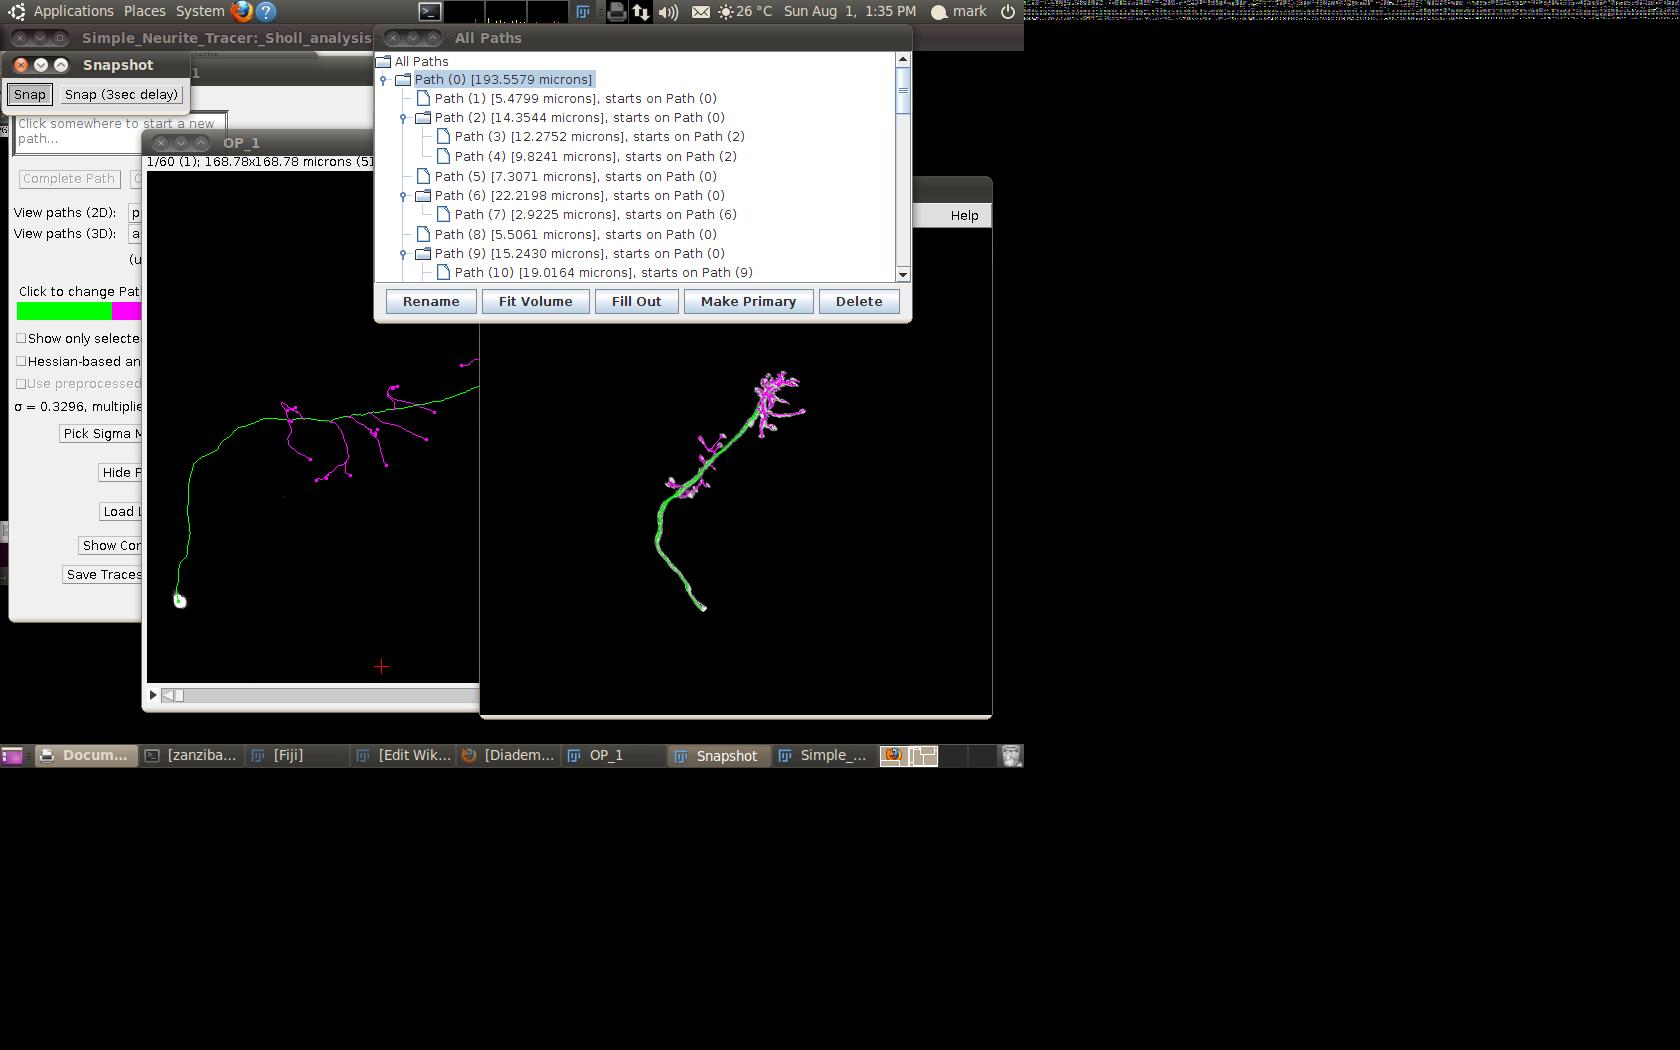 Applications Places System 26 °C Sun Aug 1, 1:35 PM mark
Simple_Neurite_Tracer:_Sholl_analysis
All Paths
Snapshot
1
Snap Snap (3sec delay)
Click somewhere to start a new
path...
All Paths
Path (0) [193.5579 microns]
Path (1) [5.4799 microns], starts on Path (0)
Path (2) [14.3544 microns], starts on Path (0)
Path (3) [12.2752 microns], starts on Path (2)
Path (4) [9.8241 microns], starts on Path (2)
Path (5) [7.3071 microns], starts on Path (0)
Path (6) [22.2198 microns], starts on Path (0)
Path (7) [2.9225 microns], starts on Path (6)
Path (8) [5.5061 microns], starts on Path (0)
Path (9) [15.2430 microns], starts on Path (0)
Path (10) [19.0164 microns], starts on Path (9)
Rename Fit Volume Fill Out Make Primary Delete
OP_1
1/60 (1); 168.78x168.78 microns (51
Help
Complete Path
View paths (2D): p
View paths (3D): a
(u
Click to change Pat
Show only selecte
Hessian-based an
Use preprocessed
σ = 0.3296, multiplie
Pick Sigma M
Hide P
Load L
Show Cor
Save Traces
Docum... [zanziba... [Fiji] [Edit Wik... [Diadem... OP_1 Snapshot Simple_...